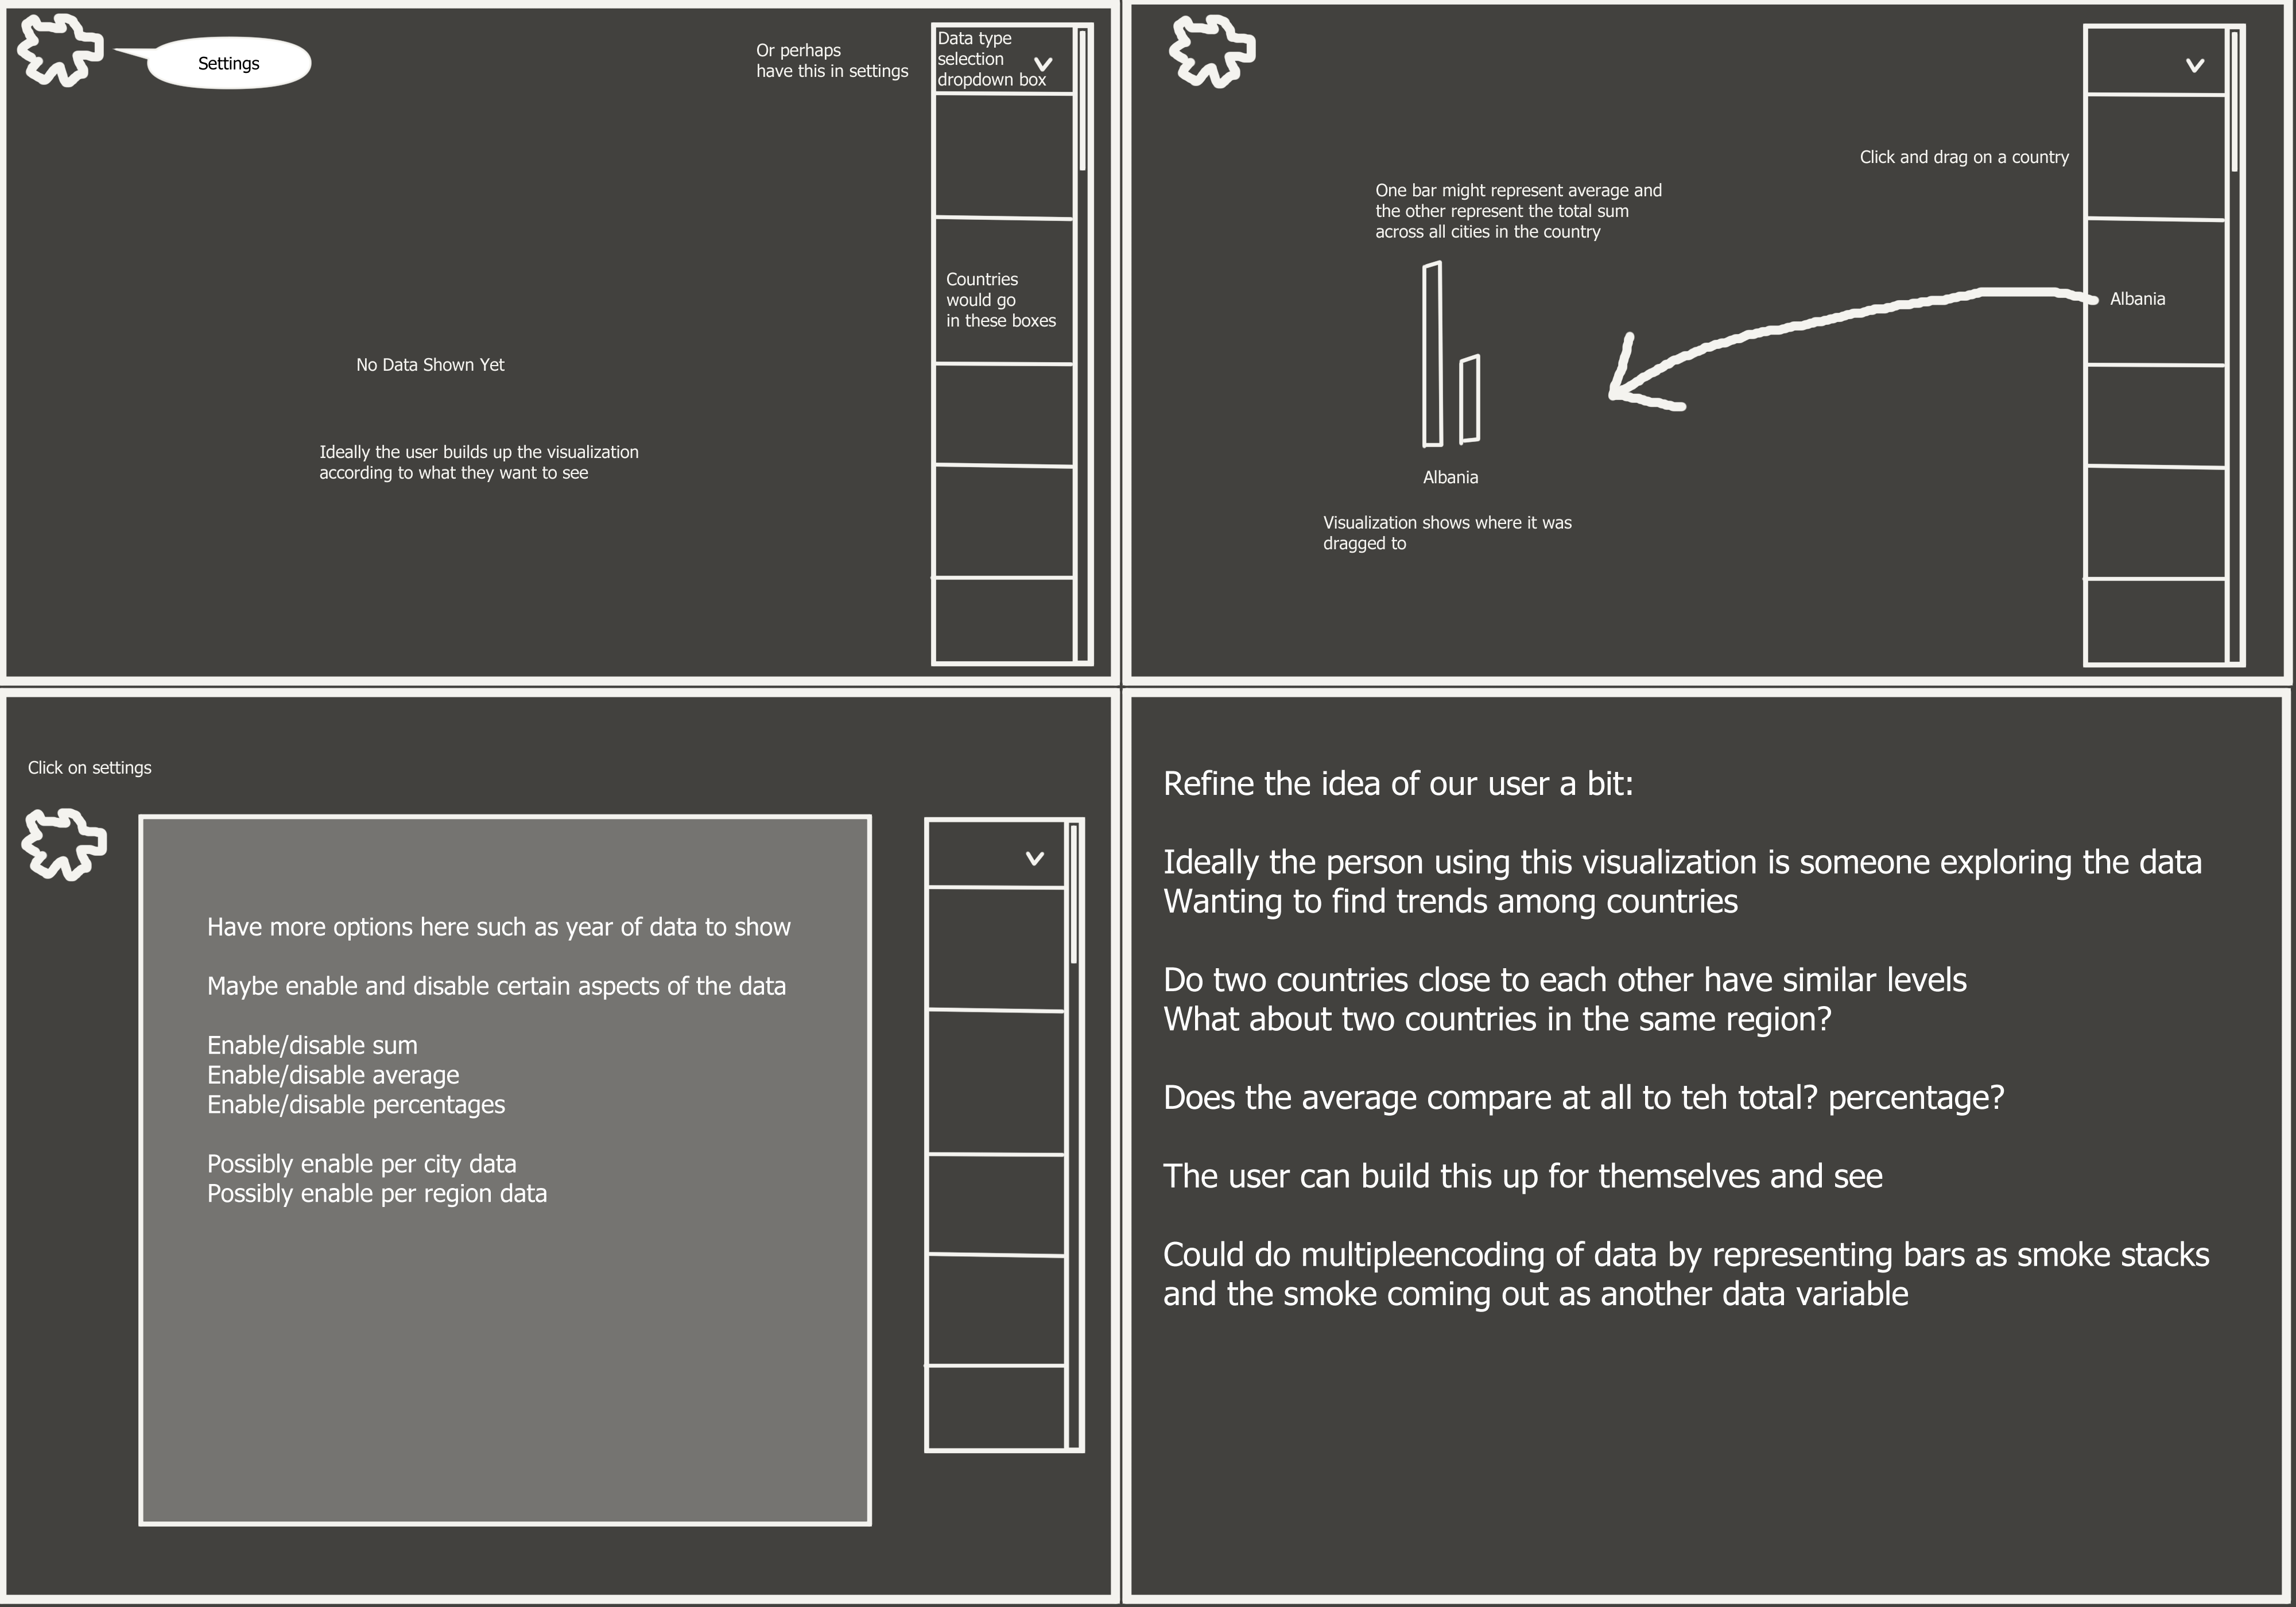 Settings
Or perhaps
have this in settings
Data type
selection
dropdown box
Countries
would go
in these boxes
No Data Shown Yet
Ideally the user builds up the visualization
according to what they want to see
Click and drag on a country
One bar might represent average and
the other represent the total sum
across all cities in the country
Albania
Albania
Visualization shows where it was
dragged to
Click on settings
Have more options here such as year of data to show
Maybe enable and disable certain aspects of the data
Enable/disable sum
Enable/disable average
Enable/disable percentages
Possibly enable per city data
Possibly enable per region data
Refine the idea of our user a bit:
Ideally the person using this visualization is someone exploring the data
Wanting to find trends among countries
Do two countries close to each other have similar levels
What about two countries in the same region?
Does the average compare at all to teh total? percentage?
The user can build this up for themselves and see
Could do multipleencoding of data by representing bars as smoke stacks
and the smoke coming out as another data variable